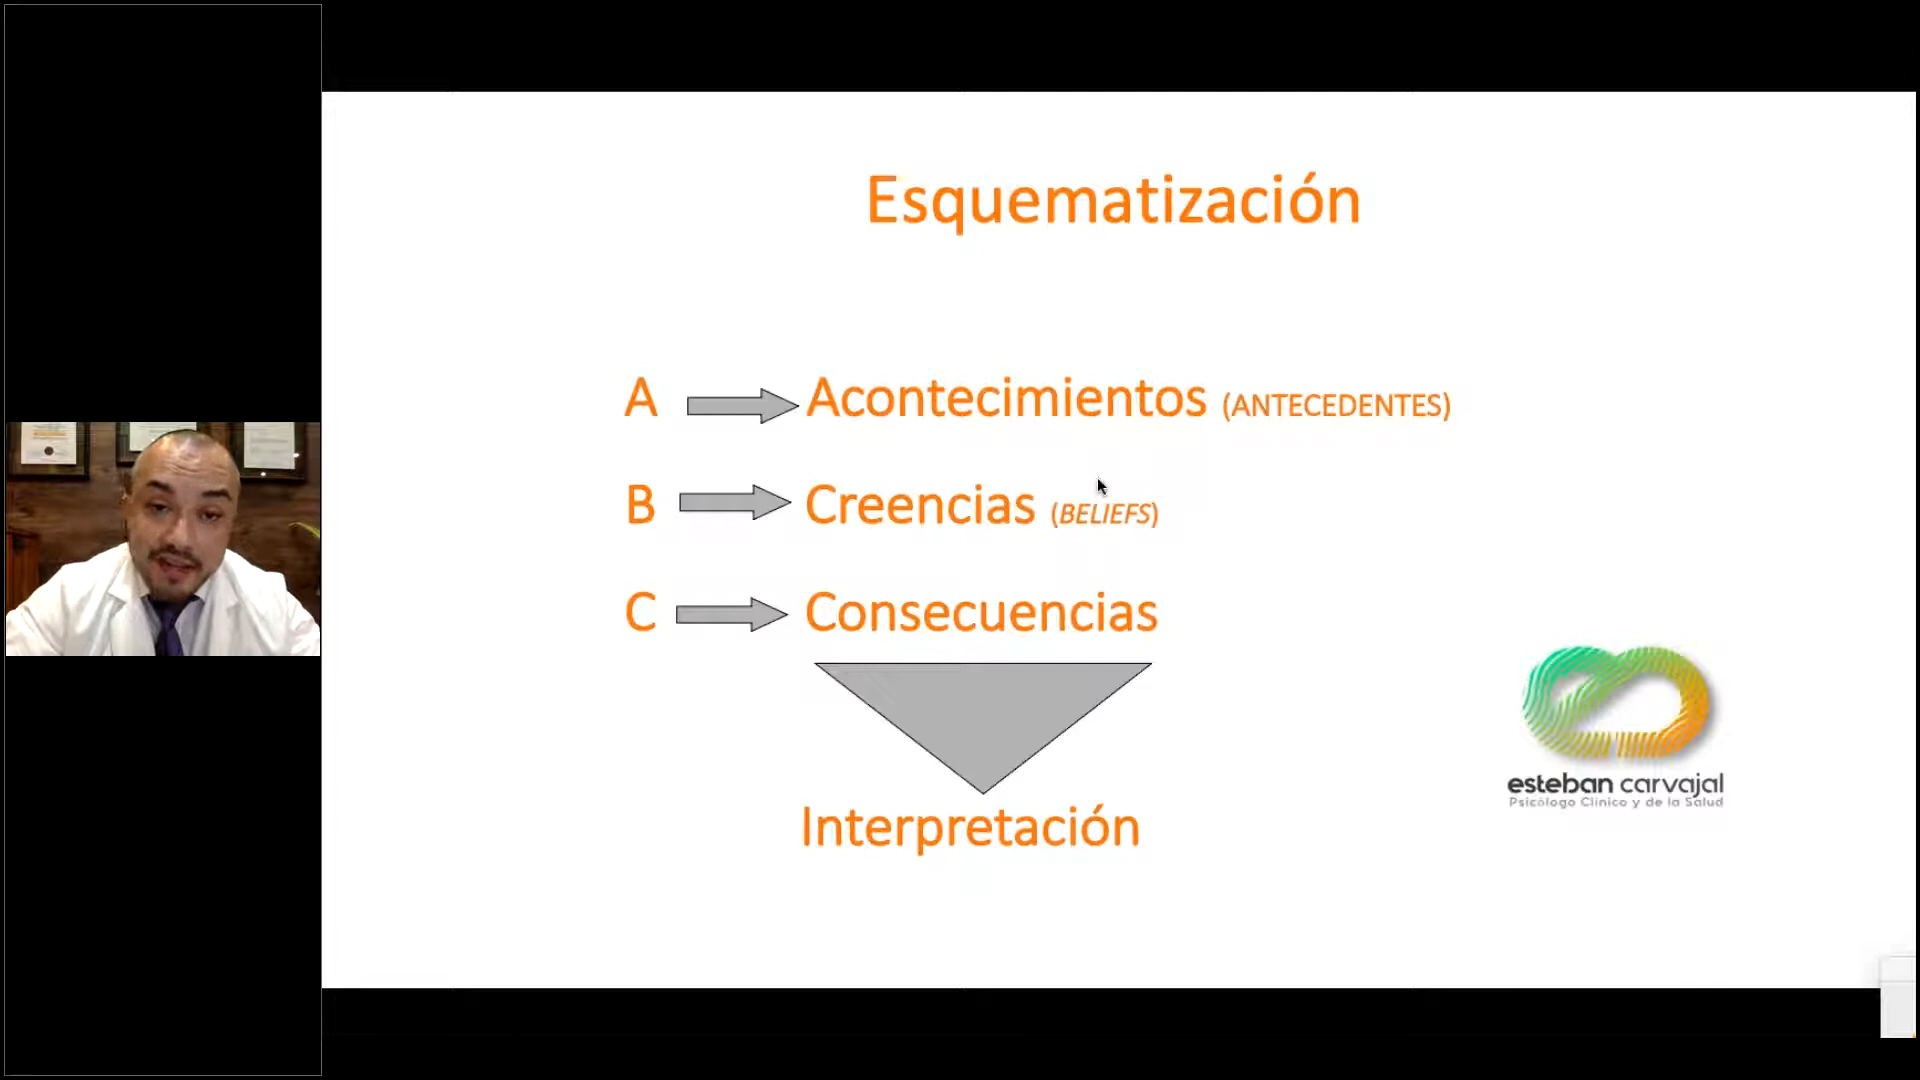 Esquematización
A Acontecimientos (ANTECEDENTES)
B Creencias (BELIEFS)
C Consecuencias
Interpretación
esteban carvajal
Psicólogo Clínico y de la Salud